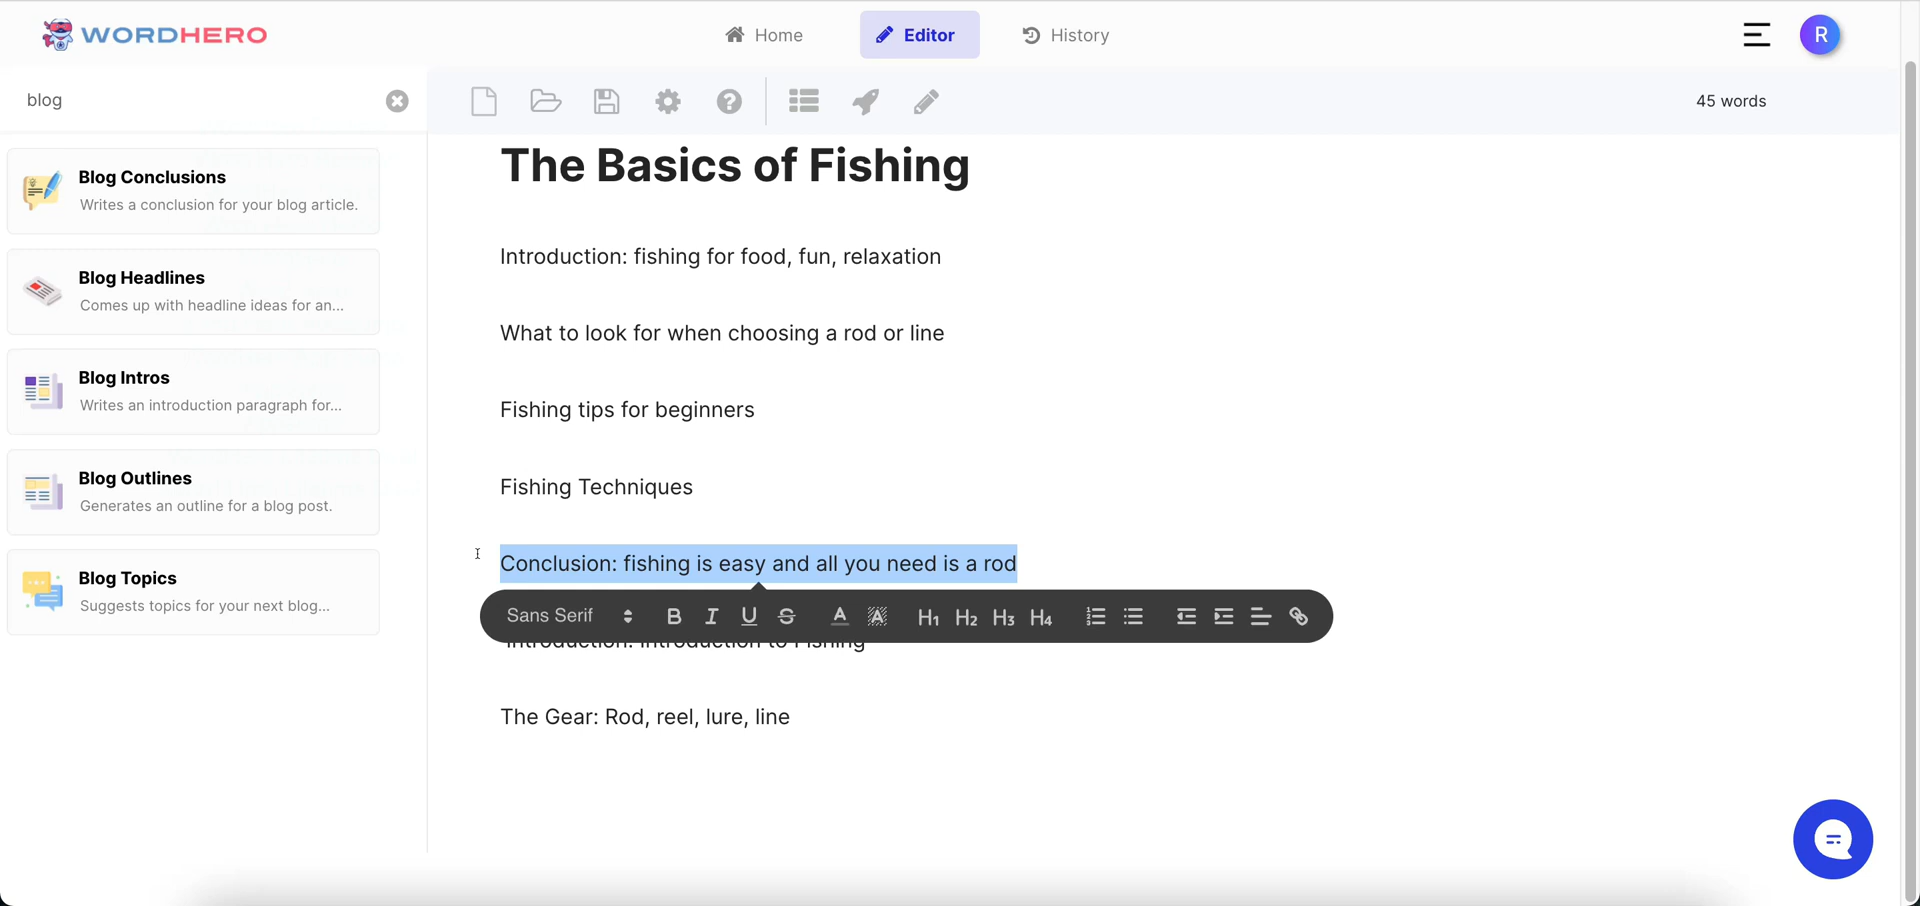 WORDHERO
Home
Editor
History
R
blog
45 words
Blog Conclusions
Writes a conclusion for your blog article.
Blog Headlines
Comes up with headline ideas for an...
Blog Intros
Writes an introduction paragraph for...
Blog Outlines
Generates an outline for a blog post.
Blog Topics
Suggests topics for your next blog...
The Basics of Fishing
Introduction: fishing for food, fun, relaxation
What to look for when choosing a rod or line
Fishing tips for beginners
Fishing Techniques
Conclusion: fishing is easy and all you need is a rod
Sans Serif B I U S A A H1 H2 H3 H4
Introduction: Introduction to Fishing
The Gear: Rod, reel, lure, line